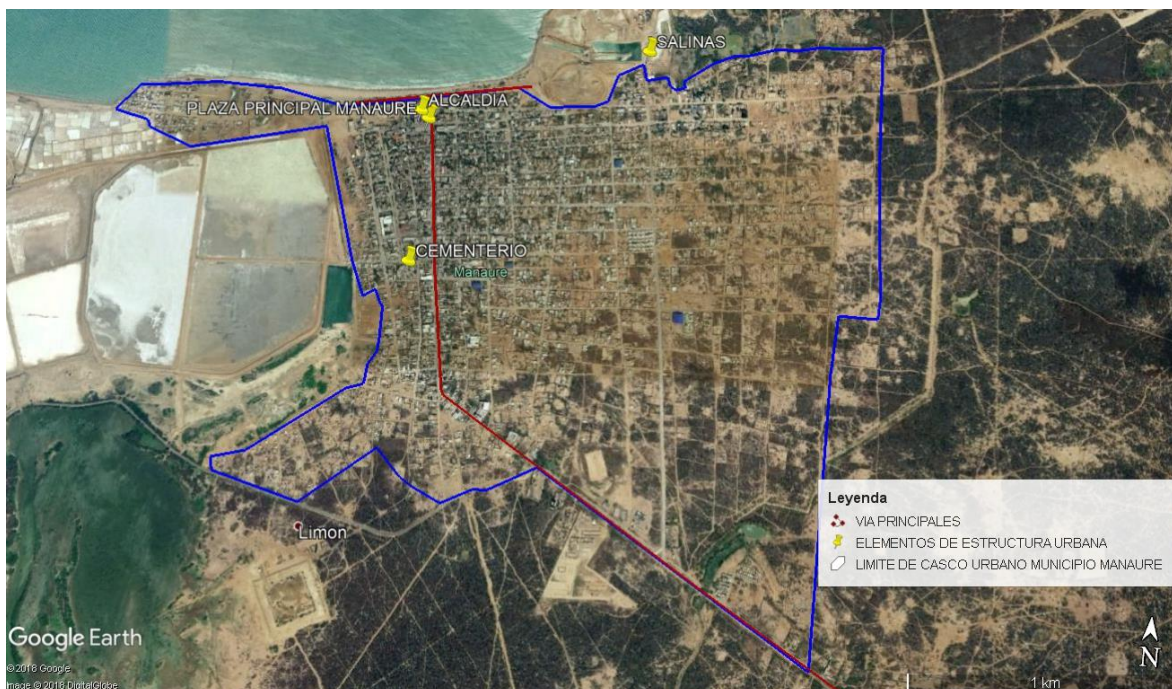 SALINAS
PLAZA PRINCIPAL MANAURE
ALCALDIA
CEMENTERIO
Manaure
Limon
Leyenda
VIA PRINCIPALES
ELEMENTOS DE ESTRUCTURA URBANA
LIMITE DE CASCO URBANO MUNICIPIO MANAURE
Google Earth
© 2018 Google
Image © 2018 DigitalGlobe
N
1 km